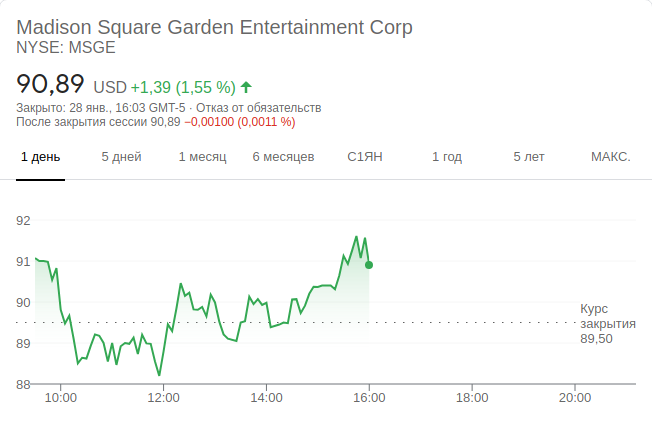 Madison Square Garden Entertainment Corp
NYSE: MSGE
90,89 USD +1,39 (1,55 %)
Закрыто: 28 янв., 16:03 GMT-5 · Отказ от обязательств
После закрытия сессии 90,89 −0,00100 (0,0011 %)
1 день 5 дней 1 месяц 6 месяцев С1ЯН 1 год 5 лет МАКС.
92
91
90
89
88
Курс
закрытия
89,50
10:00 12:00 14:00 16:00 18:00 20:00